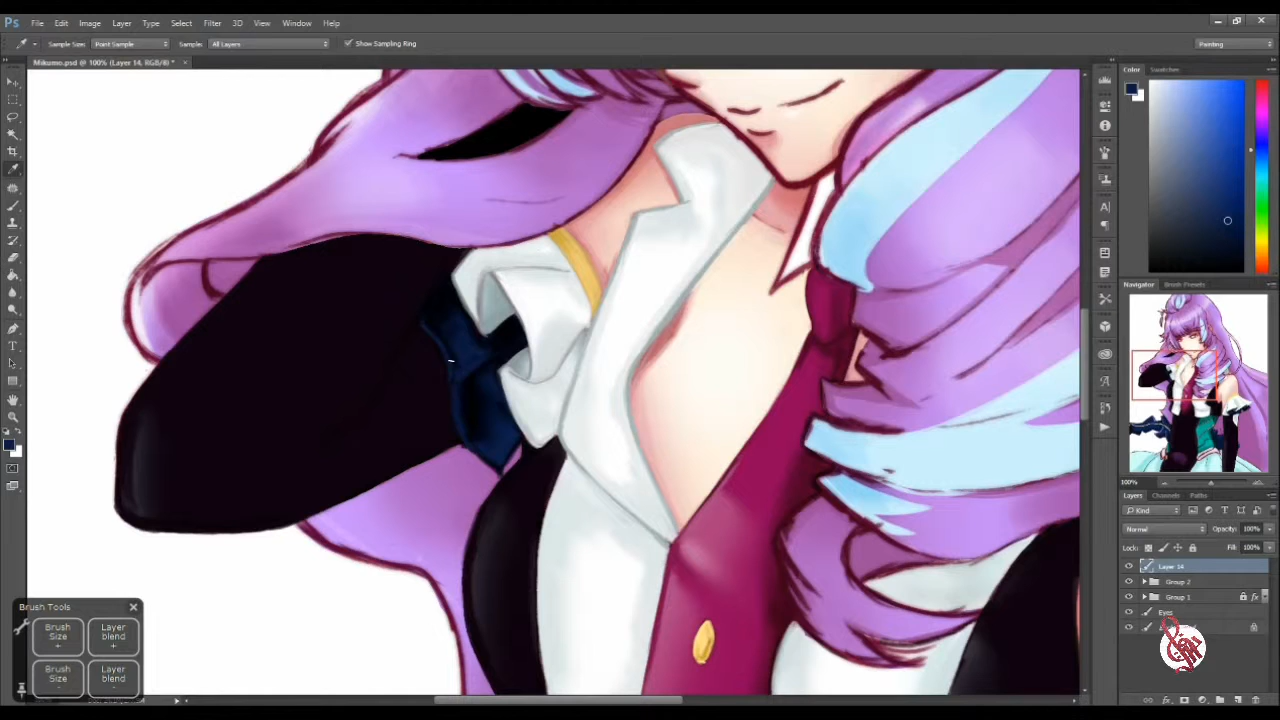 Ps File Edit Image Layer Type Select Filter 3D View Window Help
Sample Size: Point Sample Sample: All Layers Show Sampling Ring Painting
Mikumo.psd @ 100% (Layer 14, RGB/8) * ×
Color Swatches
Navigator Brush Presets
100%
Layers Channels Paths
Kind
Normal Opacity: 100%
Lock: Fill: 100%
Layer 14
Group 2
Group 1 fx
Eyes
Brush Tools
Brush Size +
Layer blend +
Brush Size -
Layer blend -